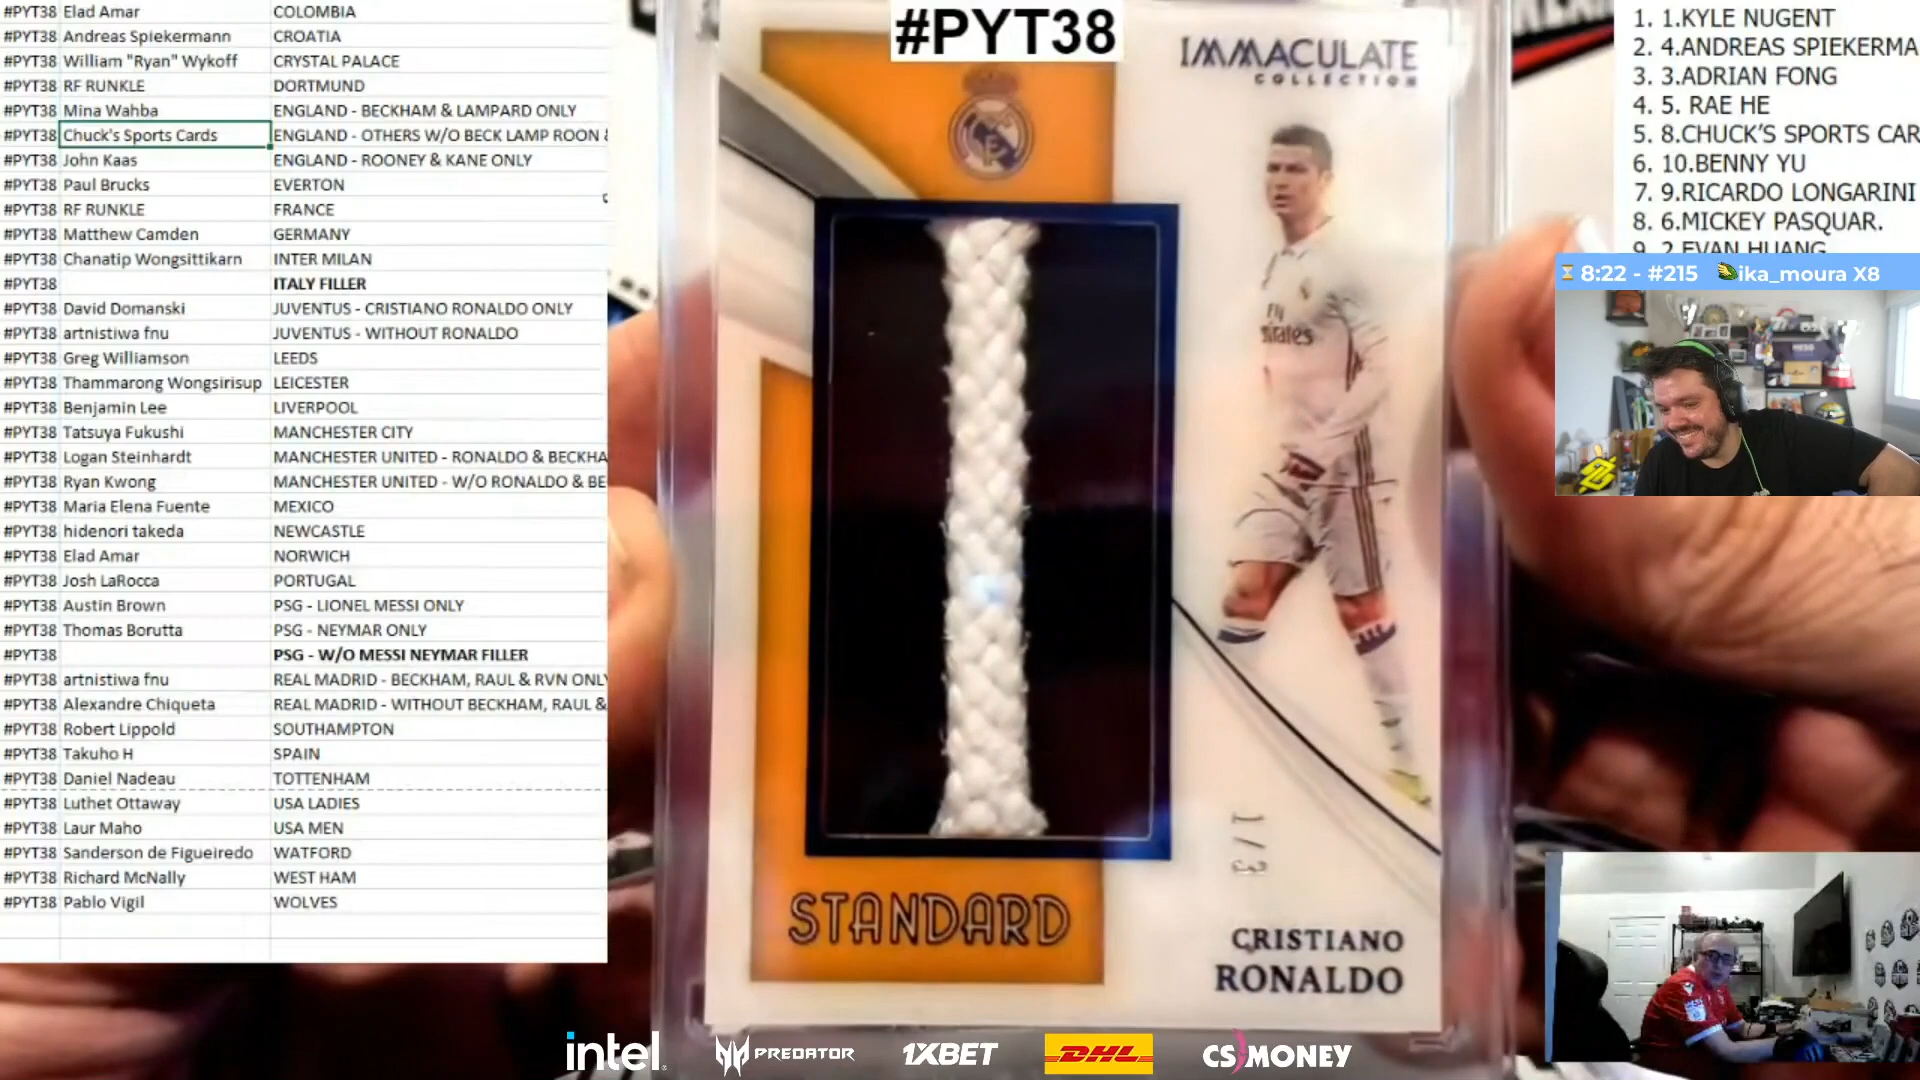 #PYT38 Elad Amar COLOMBIA
#PYT38 Andreas Spiekermann CROATIA
#PYT38 William "Ryan" Wykoff CRYSTAL PALACE
#PYT38 RF RUNKLE DORTMUND
#PYT38 Mina Wahba ENGLAND - BECKHAM & LAMPARD ONLY
#PYT38 Chuck's Sports Cards ENGLAND - OTHERS W/O BECK LAMP ROON &
#PYT38 John Kaas ENGLAND - ROONEY & KANE ONLY
#PYT38 Paul Brucks EVERTON
#PYT38 RF RUNKLE FRANCE
#PYT38 Matthew Camden GERMANY
#PYT38 Chanatip Wongsittikarn INTER MILAN
#PYT38 ITALY FILLER
#PYT38 David Domanski JUVENTUS - CRISTIANO RONALDO ONLY
#PYT38 artnistiwa fnu JUVENTUS - WITHOUT RONALDO
#PYT38 Greg Williamson LEEDS
#PYT38 Thammarong Wongsirisup LEICESTER
#PYT38 Benjamin Lee LIVERPOOL
#PYT38 Tatsuya Fukushi MANCHESTER CITY
#PYT38 Logan Steinhardt MANCHESTER UNITED - RONALDO & BECKHA
#PYT38 Ryan Kwong MANCHESTER UNITED - W/O RONALDO & BE
#PYT38 Maria Elena Fuente MEXICO
#PYT38 hidenori takeda NEWCASTLE
#PYT38 Elad Amar NORWICH
#PYT38 Josh LaRocca PORTUGAL
#PYT38 Austin Brown PSG - LIONEL MESSI ONLY
#PYT38 Thomas Borutta PSG - NEYMAR ONLY
#PYT38 PSG - W/O MESSI NEYMAR FILLER
#PYT38 artnistiwa fnu REAL MADRID - BECKHAM, RAUL & RVN ONLY
#PYT38 Alexandre Chiqueta REAL MADRID - WITHOUT BECKHAM, RAUL &
#PYT38 Robert Lippold SOUTHAMPTON
#PYT38 Takuho H SPAIN
#PYT38 Daniel Nadeau TOTTENHAM
#PYT38 Luthet Ottaway USA LADIES
#PYT38 Laur Maho USA MEN
#PYT38 Sanderson de Figueiredo WATFORD
#PYT38 Richard McNally WEST HAM
#PYT38 Pablo Vigil WOLVES
#PYT38
IMMACULATE
COLLECTION
Fly
Emirates
1/3
STANDARD
CRISTIANO
RONALDO
1. 1.KYLE NUGENT
2. 4.ANDREAS SPIEKERMA
3. 3.ADRIAN FONG
4. 5. RAE HE
5. 8.CHUCK'S SPORTS CAR
6. 10.BENNY YU
7. 9.RICARDO LONGARINI
8. 6.MICKEY PASQUAR.
9. 2.EVAN HUANG
8:22 - #215 ika_moura X8
intel. PREDATOR 1XBET DHL CS MONEY